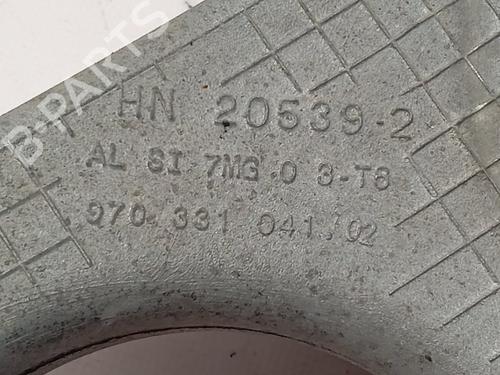 B-PARTS
HN 20539-2
AL SI 7MG 0 3-T6
970.331 041/02